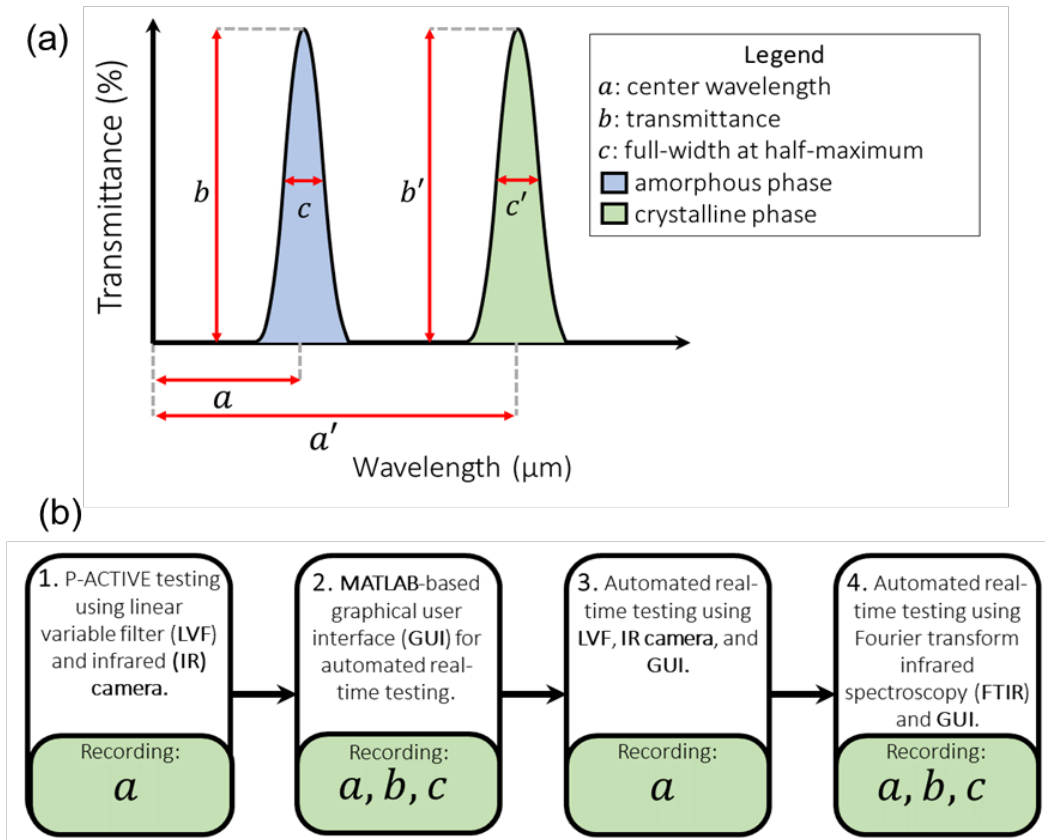 (a)
Transmittance (%)
b
c
b′
c′
a
a′
Wavelength (μm)
Legend
a: center wavelength
b: transmittance
c: full-width at half-maximum
amorphous phase
crystalline phase
(b)
1. P-ACTIVE testing
using linear
variable filter (LVF)
and infrared (IR)
camera.
Recording:
a
2. MATLAB-based
graphical user
interface (GUI) for
automated real-
time testing.
Recording:
a, b, c
3. Automated real-
time testing using
LVF, IR camera, and
GUI.
Recording:
a
4. Automated real-
time testing using
Fourier transform
infrared
spectroscopy (FTIR)
and GUI.
Recording:
a, b, c